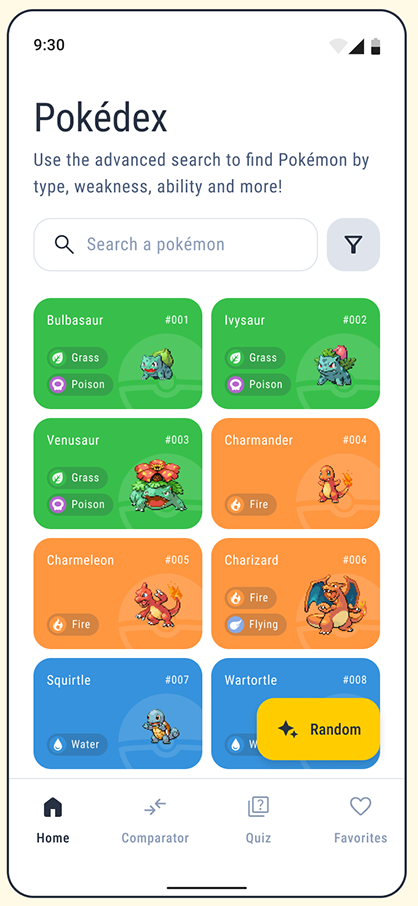 9:30
Pokédex
Use the advanced search to find Pokémon by
type, weakness, ability and more!
Search a pokémon
Bulbasaur #001
Grass
Poison
Ivysaur #002
Grass
Poison
Venusaur #003
Grass
Poison
Charmander #004
Fire
Charmeleon #005
Fire
Charizard #006
Fire
Flying
Squirtle #007
Water
Wartortle #008
Random
Home
Comparator
Quiz
Favorites